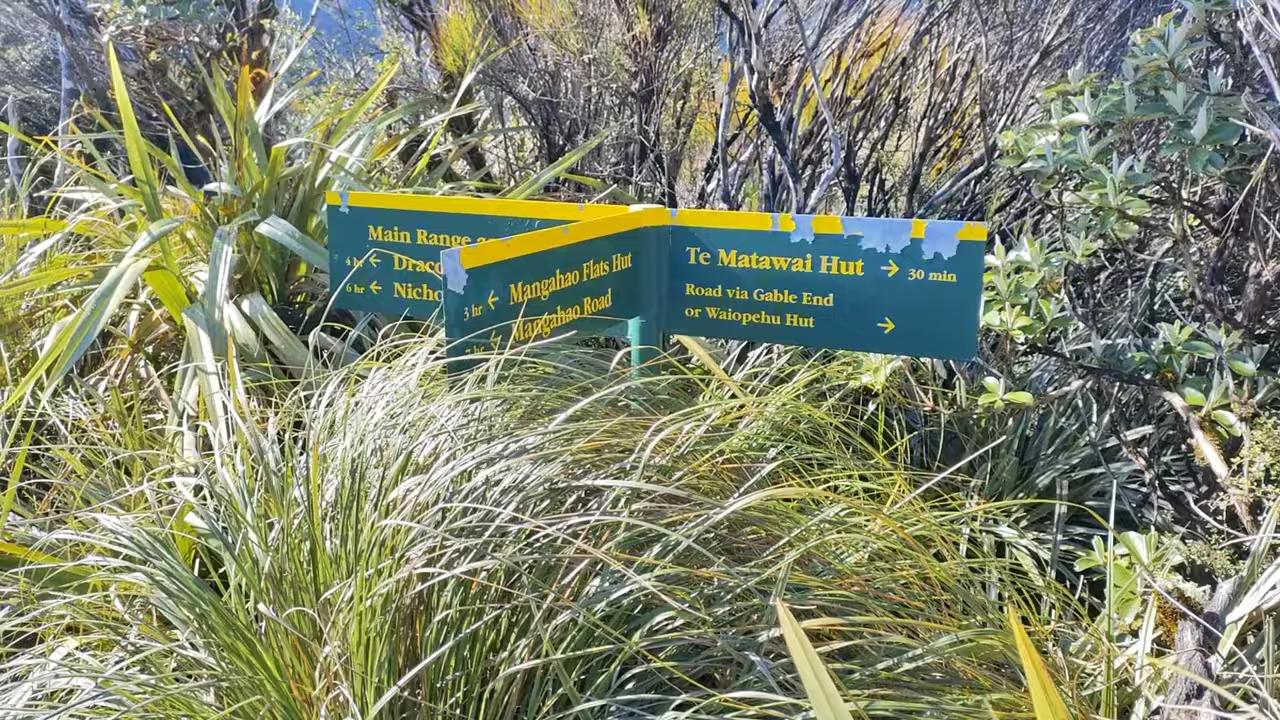 Main Range
4 hr ← Draco
6 hr ← Nicho
3 hr ← Mangahao Flats Hut
← Mangahao Road
Te Matawai Hut → 30 min
Road via Gable End
or Waiopehu Hut →